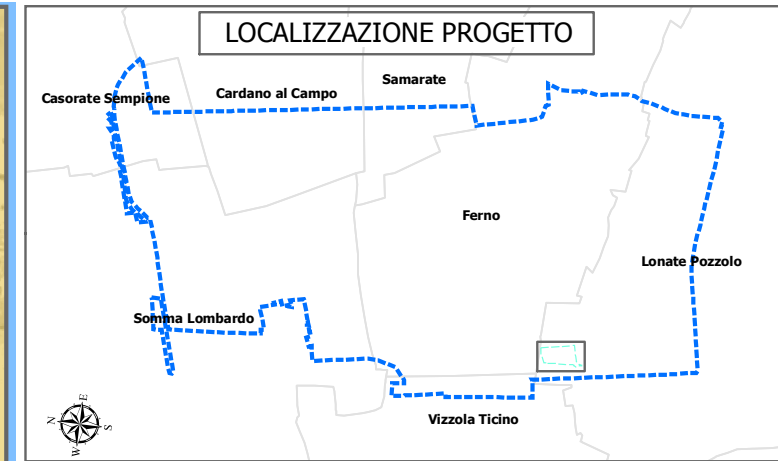 LOCALIZZAZIONE PROGETTO
Samarate
Cardano al Campo
Casorate Sempione
Ferno
Lonate Pozzolo
Somma Lombardo
Vizzola Ticino
N
E
S
W